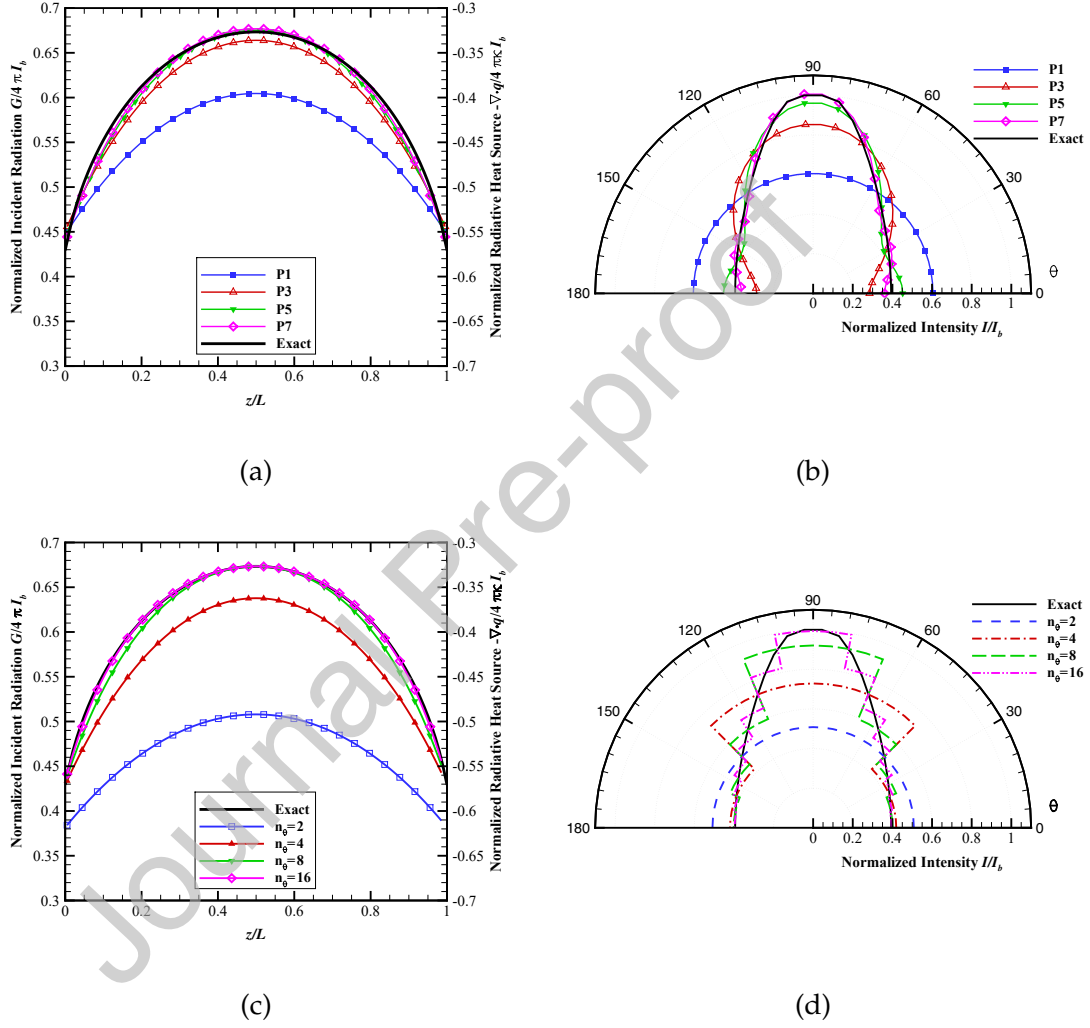 0.7
0.65
0.6
0.55
0.5
0.45
0.4
0.35
0.3
Normalized Incident Radiation G/4 π I_b
-0.3
-0.35
-0.4
-0.45
-0.5
-0.55
-0.6
-0.65
-0.7
Normalized Radiative Heat Source -∇·q/4 πκ I_b
P1
P3
P5
P7
Exact
0 0.2 0.4 0.6 0.8 1
z/L
(a)
180
150
120
90
60
30
0
θ
P1
P3
P5
P7
Exact
0 0.2 0.4 0.6 0.8 1
Normalized Intensity I/I_b
(b)
0.7
0.65
0.6
0.55
0.5
0.45
0.4
0.35
0.3
Normalized Incident Radiation G/4 π I_b
-0.3
-0.35
-0.4
-0.45
-0.5
-0.55
-0.6
-0.65
-0.7
Normalized Radiative Heat Source -∇·q/4 πκ I_b
Exact
n_θ=2
n_θ=4
n_θ=8
n_θ=16
0 0.2 0.4 0.6 0.8 1
z/L
(c)
180
150
120
90
60
30
0
θ
Exact
n_θ=2
n_θ=4
n_θ=8
n_θ=16
0 0.2 0.4 0.6 0.8 1
Normalized Intensity I/I_b
(d)
Journal Pre-proof